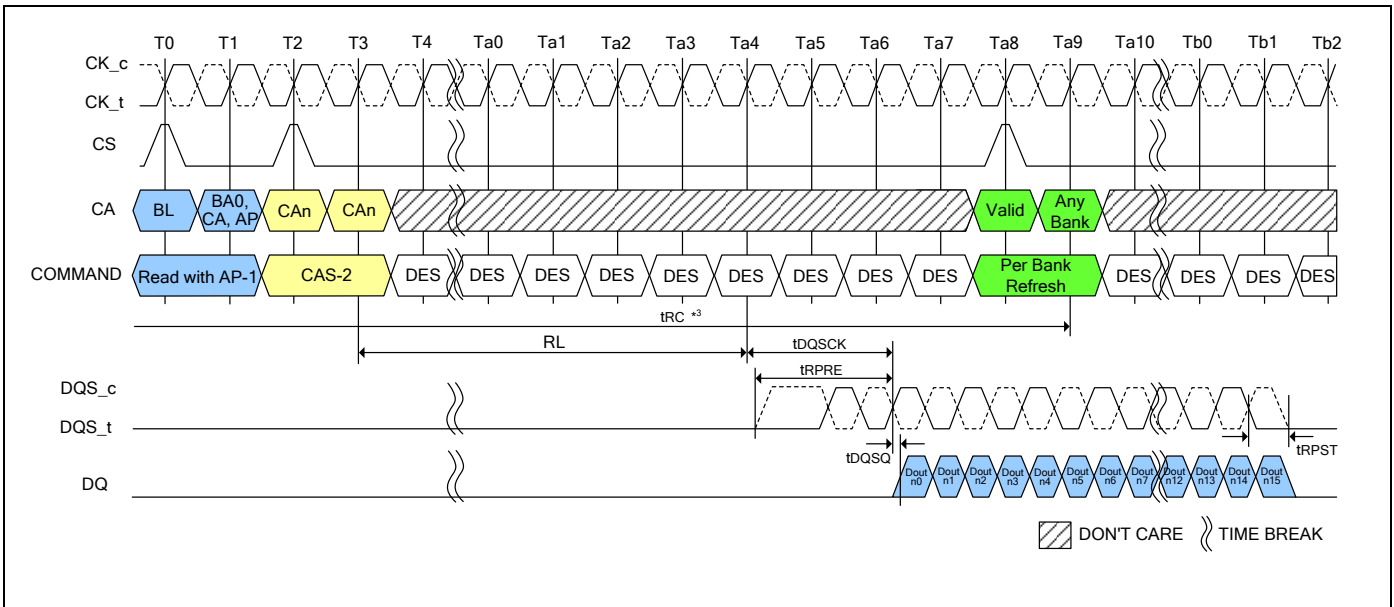 T0 T1 T2 T3 T4 Ta0 Ta1 Ta2 Ta3 Ta4 Ta5 Ta6 Ta7 Ta8 Ta9 Ta10 Tb0 Tb1 Tb2
CK_c
CK_t
CS
CA BL BA0, CA, AP CAn CAn Valid Any Bank
COMMAND Read with AP-1 CAS-2 DES DES DES DES DES DES DES DES DES Per Bank Refresh DES DES DES DES
tRC *3
RL tDQSCK
tRPRE
DQS_c
DQS_t
tDQSQ tRPST
DQ Dout n0 Dout n1 Dout n2 Dout n3 Dout n4 Dout n5 Dout n6 Dout n7 Dout n12 Dout n13 Dout n14 Dout n15
DON'T CARE TIME BREAK